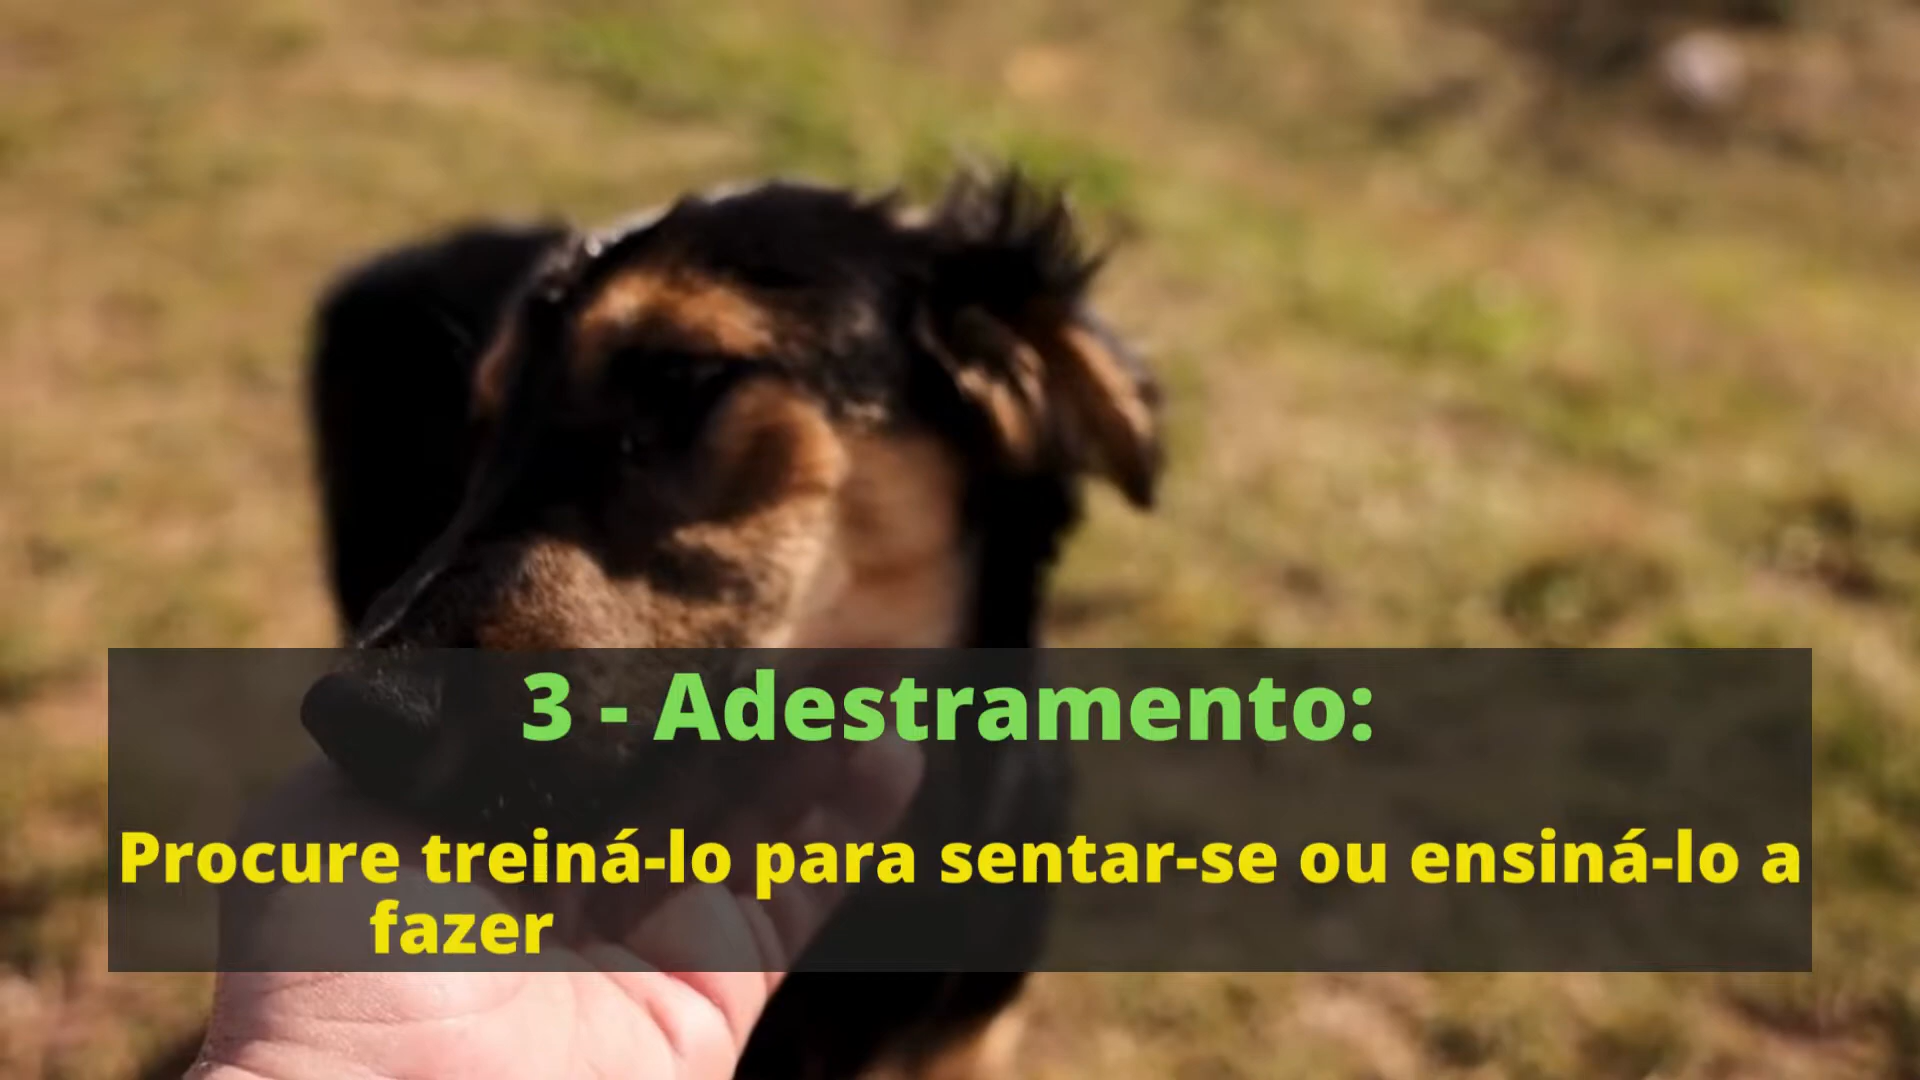 3 - Adestramento:
Procure treiná-lo para sentar-se ou ensiná-lo a
fazer